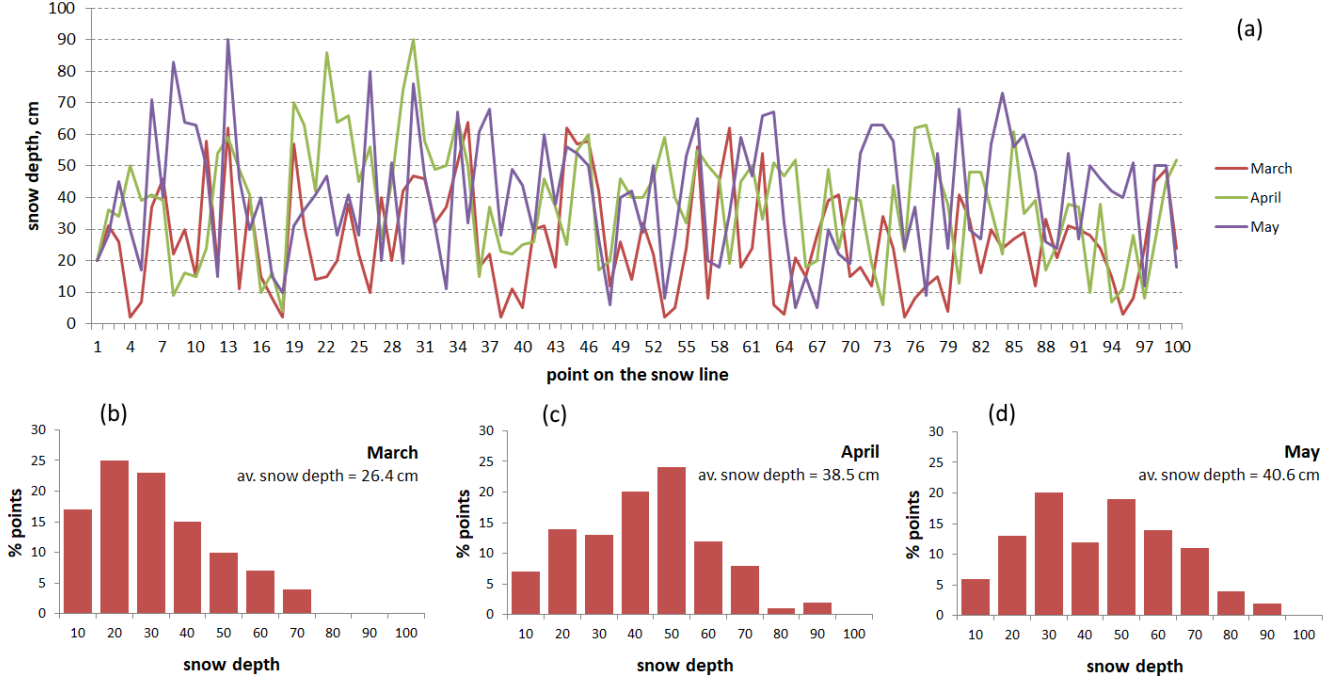 (a)
snow depth, cm
100
90
80
70
60
50
40
30
20
10
0
1 4 7 10 13 16 19 22 25 28 31 34 37 40 43 46 49 52 55 58 61 64 67 70 73 76 79 82 85 88 91 94 97 100
point on the snow line
March
April
May
(b)
March
av. snow depth = 26.4 cm
% points
30
25
20
15
10
5
0
10 20 30 40 50 60 70 80 90 100
snow depth
(c)
April
av. snow depth = 38.5 cm
% points
30
25
20
15
10
5
0
10 20 30 40 50 60 70 80 90 100
snow depth
(d)
May
av. snow depth = 40.6 cm
% points
30
25
20
15
10
5
0
10 20 30 40 50 60 70 80 90 100
snow depth